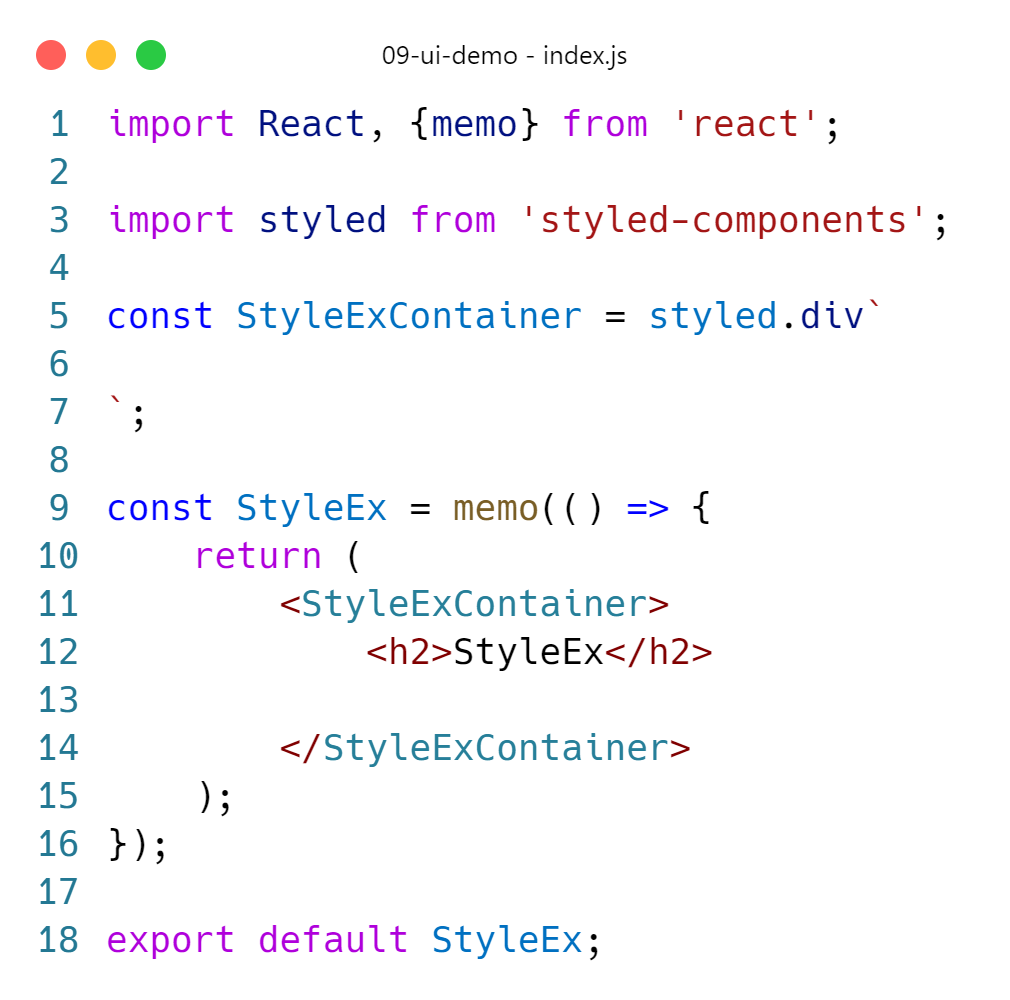 09-ui-demo - index.js
1 import React, {memo} from 'react';
2
3 import styled from 'styled-components';
4
5 const StyleExContainer = styled.div`
6
7 `;
8
9 const StyleEx = memo(() => {
10     return (
11         <StyleExContainer>
12             <h2>StyleEx</h2>
13
14         </StyleExContainer>
15     );
16 });
17
18 export default StyleEx;